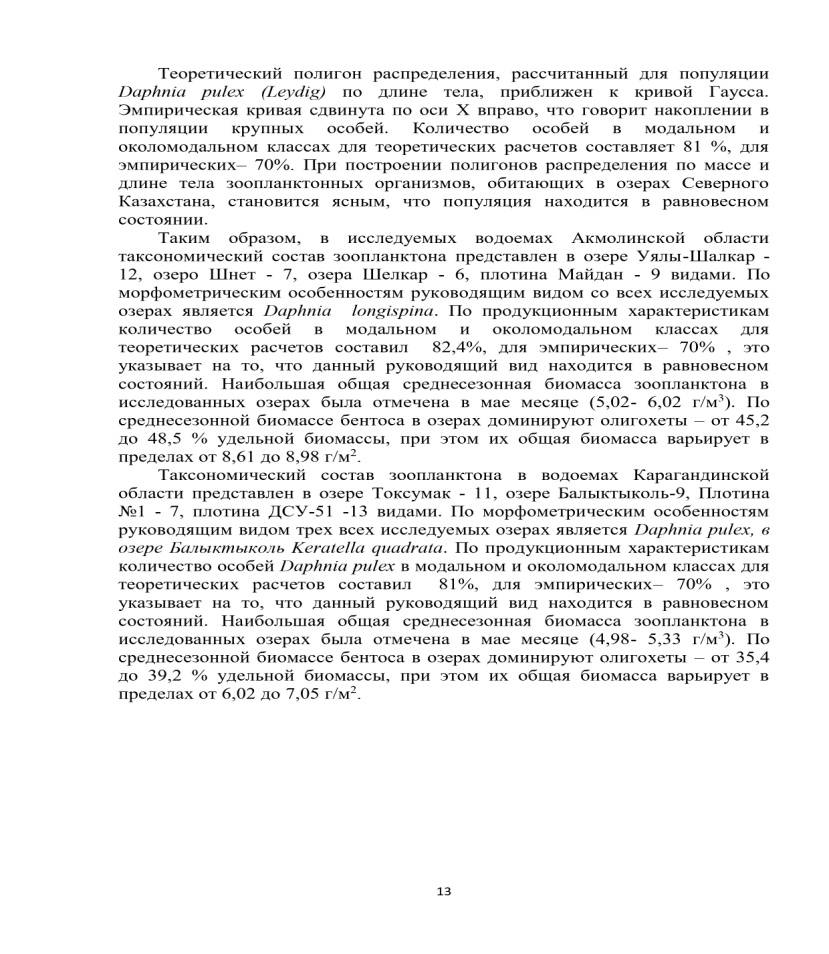 Теоретический полигон распределения, рассчитанный для популяции
Daphnia pulex (Leydig) по длине тела, приближен к кривой Гаусса.
Эмпирическая кривая сдвинута по оси X вправо, что говорит накоплении в
популяции крупных особей. Количество особей в модальном и
околомодальном классах для теоретических расчетов составляет 81 %, для
эмпирических– 70%. При построении полигонов распределения по массе и
длине тела зоопланктонных организмов, обитающих в озерах Северного
Казахстана, становится ясным, что популяция находится в равновесном
состоянии.
Таким образом, в исследуемых водоемах Акмолинской области
таксономический состав зоопланктона представлен в озере Уялы-Шалкар -
12, озеро Шнет - 7, озера Шелкар - 6, плотина Майдан - 9 видами. По
морфометрическим особенностям руководящим видом со всех исследуемых
озерах является Daphnia longispina. По продукционным характеристикам
количество особей в модальном и околомодальном классах для
теоретических расчетов составил 82,4%, для эмпирических– 70% , это
указывает на то, что данный руководящий вид находится в равновесном
состояний. Наибольшая общая среднесезонная биомасса зоопланктона в
исследованных озерах была отмечена в мае месяце (5,02- 6,02 г/м³). По
среднесезонной биомассе бентоса в озерах доминируют олигохеты – от 45,2
до 48,5 % удельной биомассы, при этом их общая биомасса варьирует в
пределах от 8,61 до 8,98 г/м².
Таксономический состав зоопланктона в водоемах Карагандинской
области представлен в озере Токсумак - 11, озере Балыктыколь-9, Плотина
№1 - 7, плотина ДСУ-51 -13 видами. По морфометрическим особенностям
руководящим видом трех всех исследуемых озерах является Daphnia pulex, в
озере Балыктыколь Keratella quadrata. По продукционным характеристикам
количество особей Daphnia pulex в модальном и околомодальном классах для
теоретических расчетов составил 81%, для эмпирических– 70% , это
указывает на то, что данный руководящий вид находится в равновесном
состояний. Наибольшая общая среднесезонная биомасса зоопланктона в
исследованных озерах была отмечена в мае месяце (4,98- 5,33 г/м³). По
среднесезонной биомассе бентоса в озерах доминируют олигохеты – от 35,4
до 39,2 % удельной биомассы, при этом их общая биомасса варьирует в
пределах от 6,02 до 7,05 г/м².
13